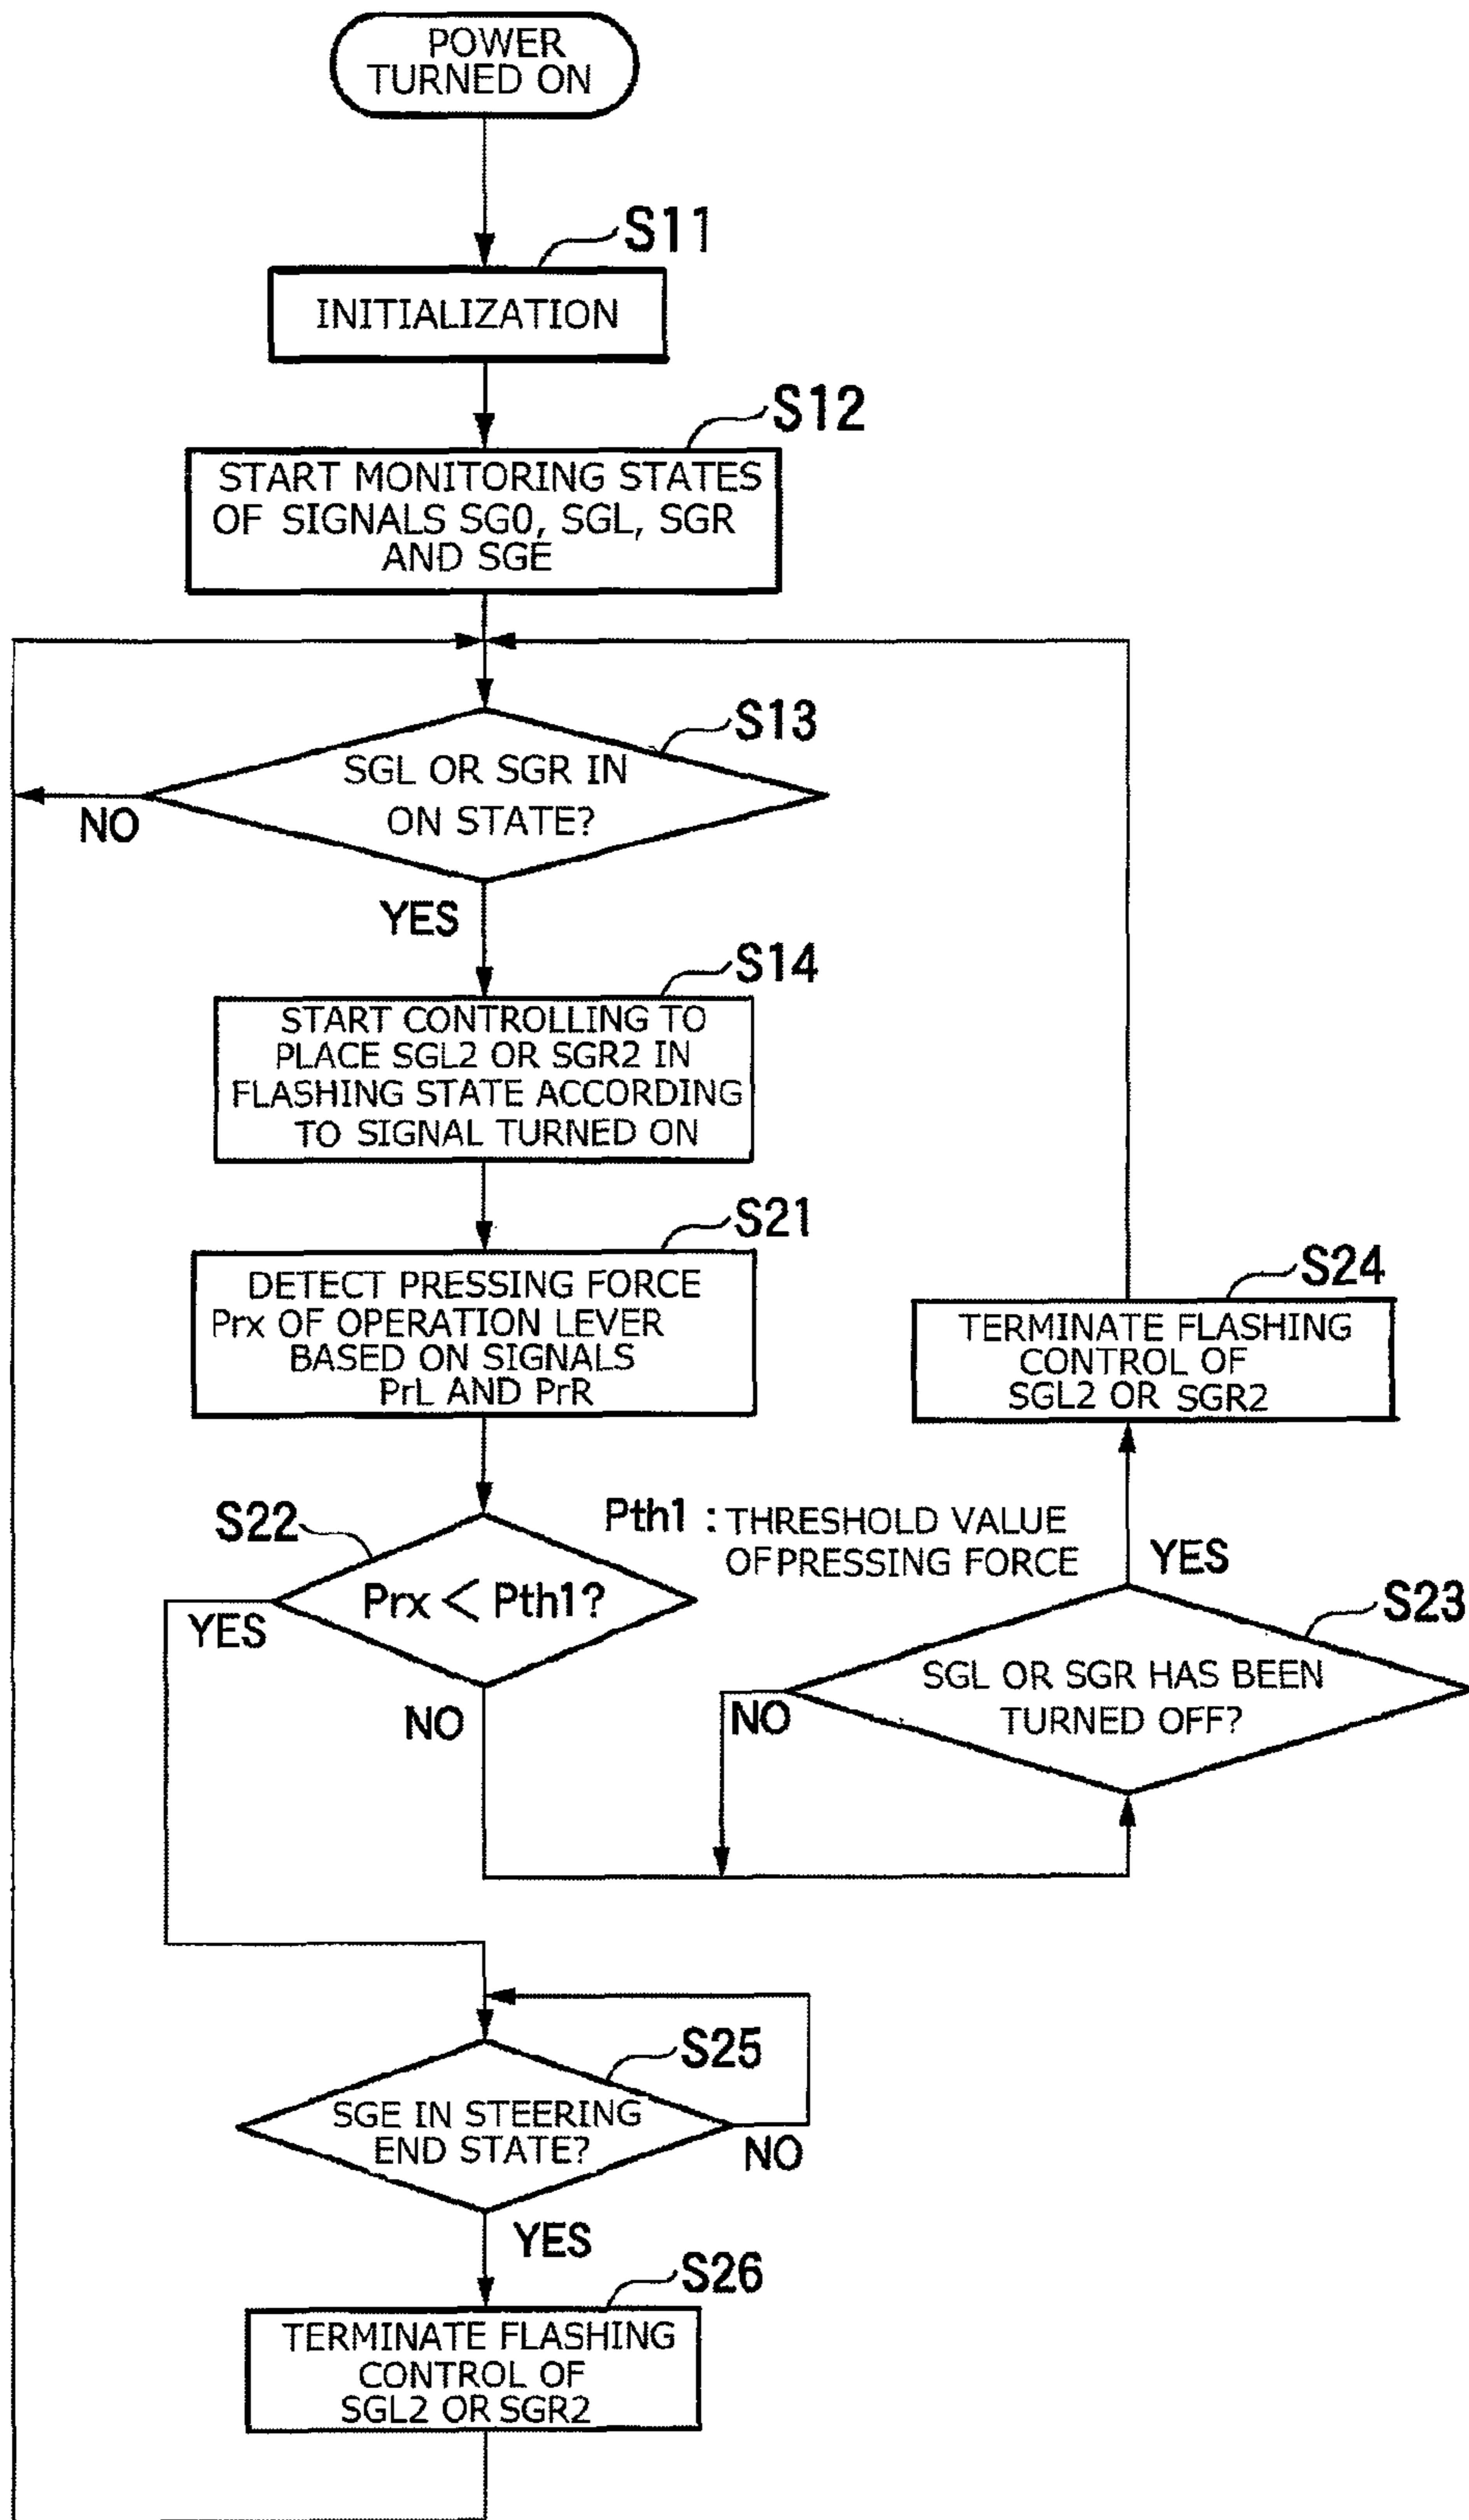 POWER
TURNED ON
S11
INITIALIZATION
S12
START MONITORING STATES
OF SIGNALS SG0, SGL, SGR
AND SGE
S13
SGL OR SGR IN
ON STATE?
NO
YES
S14
START CONTROLLING TO
PLACE SGL2 OR SGR2 IN
FLASHING STATE ACCORDING
TO SIGNAL TURNED ON
S21
DETECT PRESSING FORCE
Prx OF OPERATION LEVER
BASED ON SIGNALS
PrL AND PrR
S24
TERMINATE FLASHING
CONTROL OF
SGL2 OR SGR2
S22
Pth1 : THRESHOLD VALUE
OF PRESSING FORCE
YES
Prx < Pth1?
YES
NO
S23
SGL OR SGR HAS BEEN
TURNED OFF?
NO
S25
SGE IN STEERING
END STATE?
NO
YES
S26
TERMINATE FLASHING
CONTROL OF
SGL2 OR SGR2